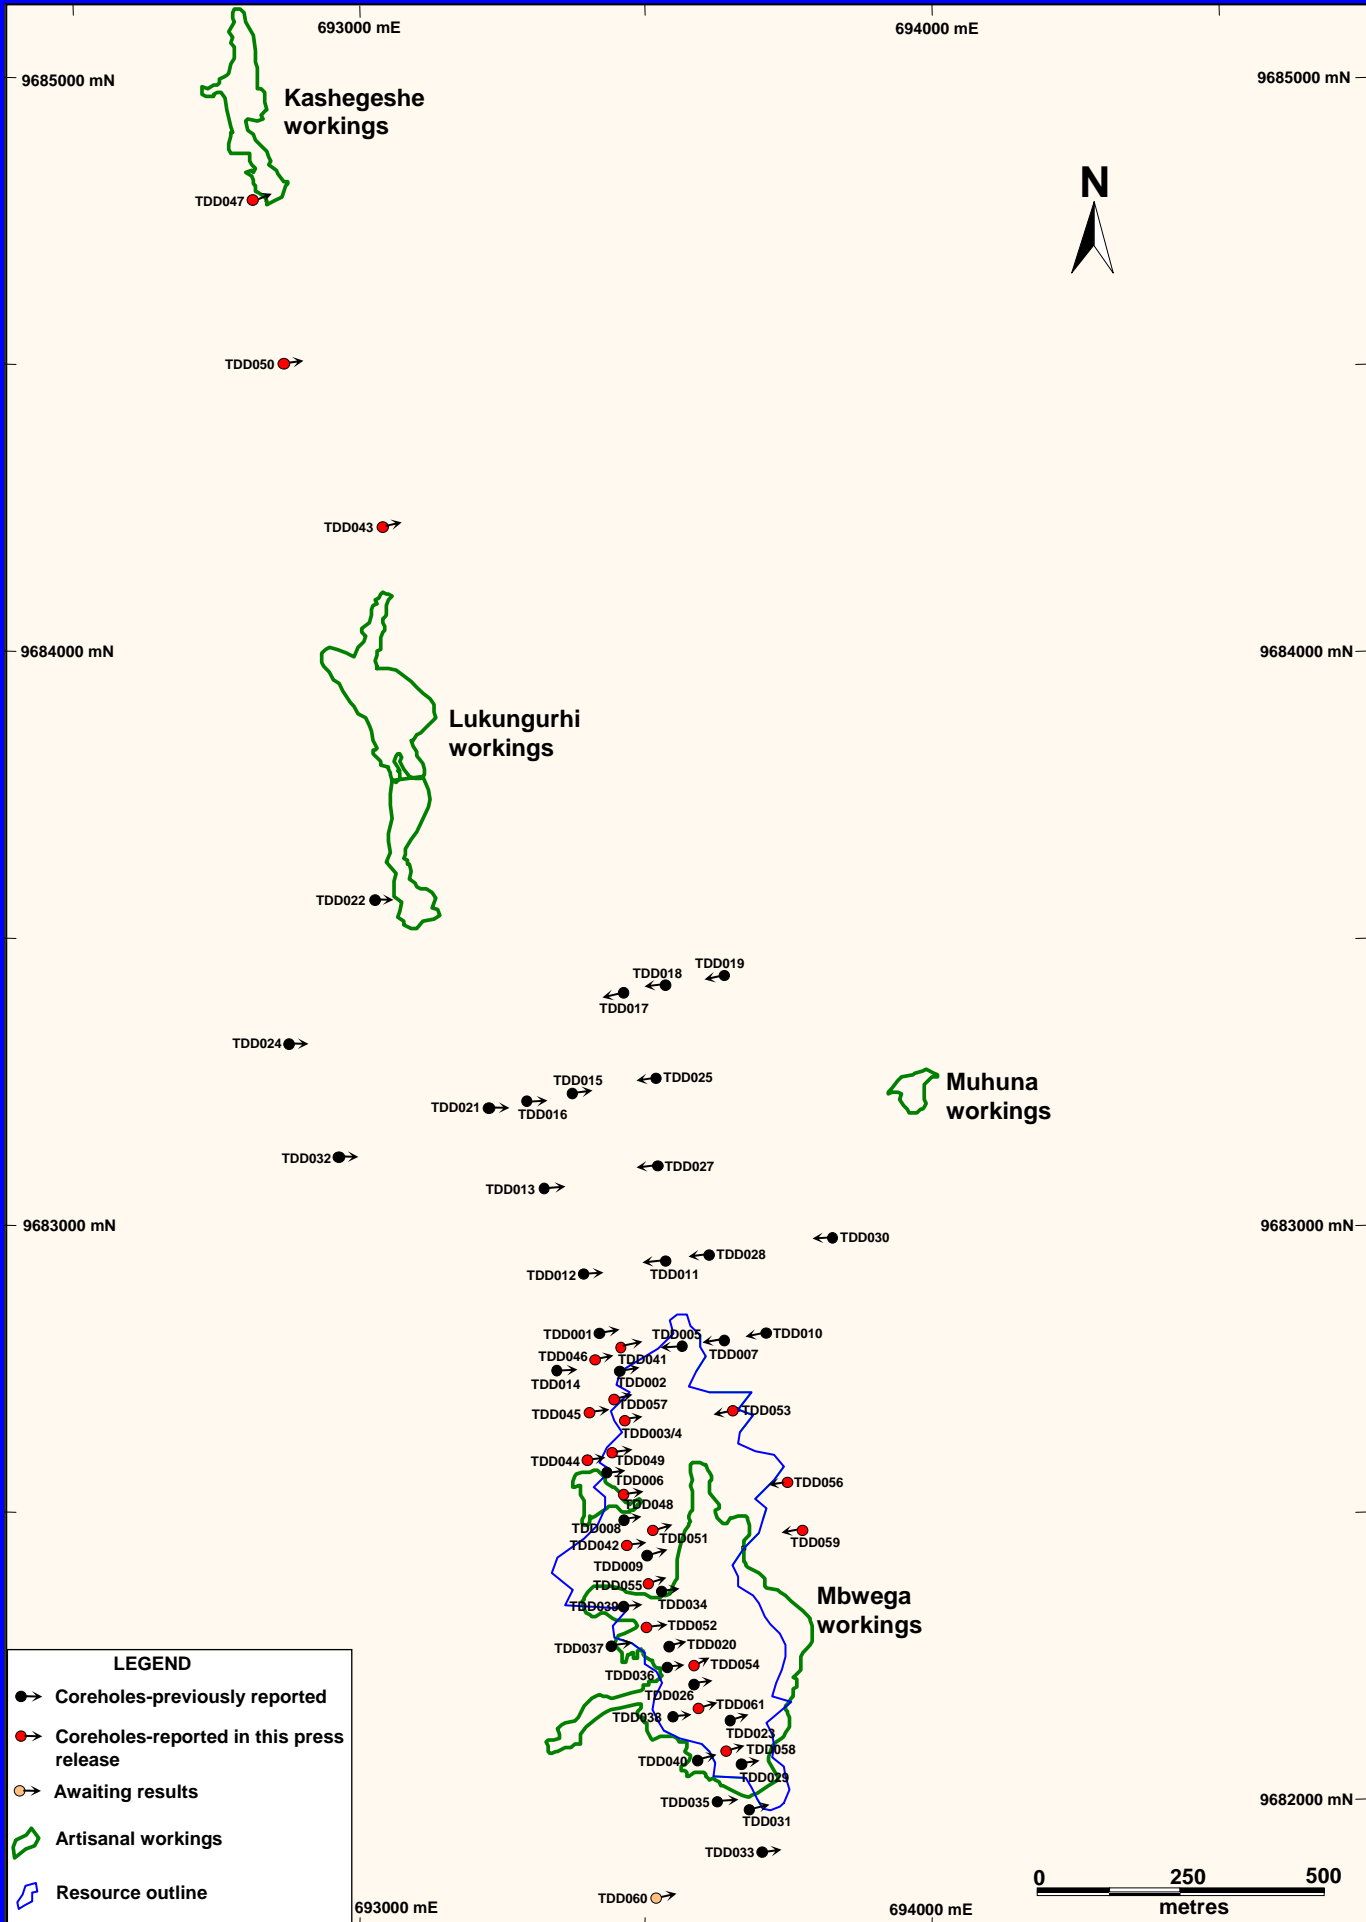 693000 mE
694000 mE
9685000 mN
9685000 mN
Kashegeshe
workings
N
TDD047
TDD050
TDD043
9684000 mN
9684000 mN
Lukungurhi
workings
TDD022
TDD019
TDD018
TDD017
TDD024
TDD015
TDD025
TDD021
TDD016
Muhuna
workings
TDD032
TDD027
TDD013
9683000 mN
9683000 mN
TDD030
TDD028
TDD011
TDD012
TDD001
TDD005
TDD010
TDD007
TDD046
TDD041
TDD014
TDD002
TDD057
TDD045
TDD053
TDD003/4
TDD044
TDD049
TDD006
TDD056
TDD048
TDD008
TDD051
TDD059
TDD042
TDD009
TDD055
TDD034
TDD039
Mbwega
workings
TDD052
TDD037
TDD020
TDD036
TDD054
TDD026
TDD061
TDD038
TDD023
TDD058
TDD040
TDD029
TDD035
TDD031
9682000 mN
TDD033
TDD060
LEGEND
Coreholes-previously reported
Coreholes-reported in this press
release
Awaiting results
Artisanal workings
Resource outline
0 250 500
metres
693000 mE
694000 mE